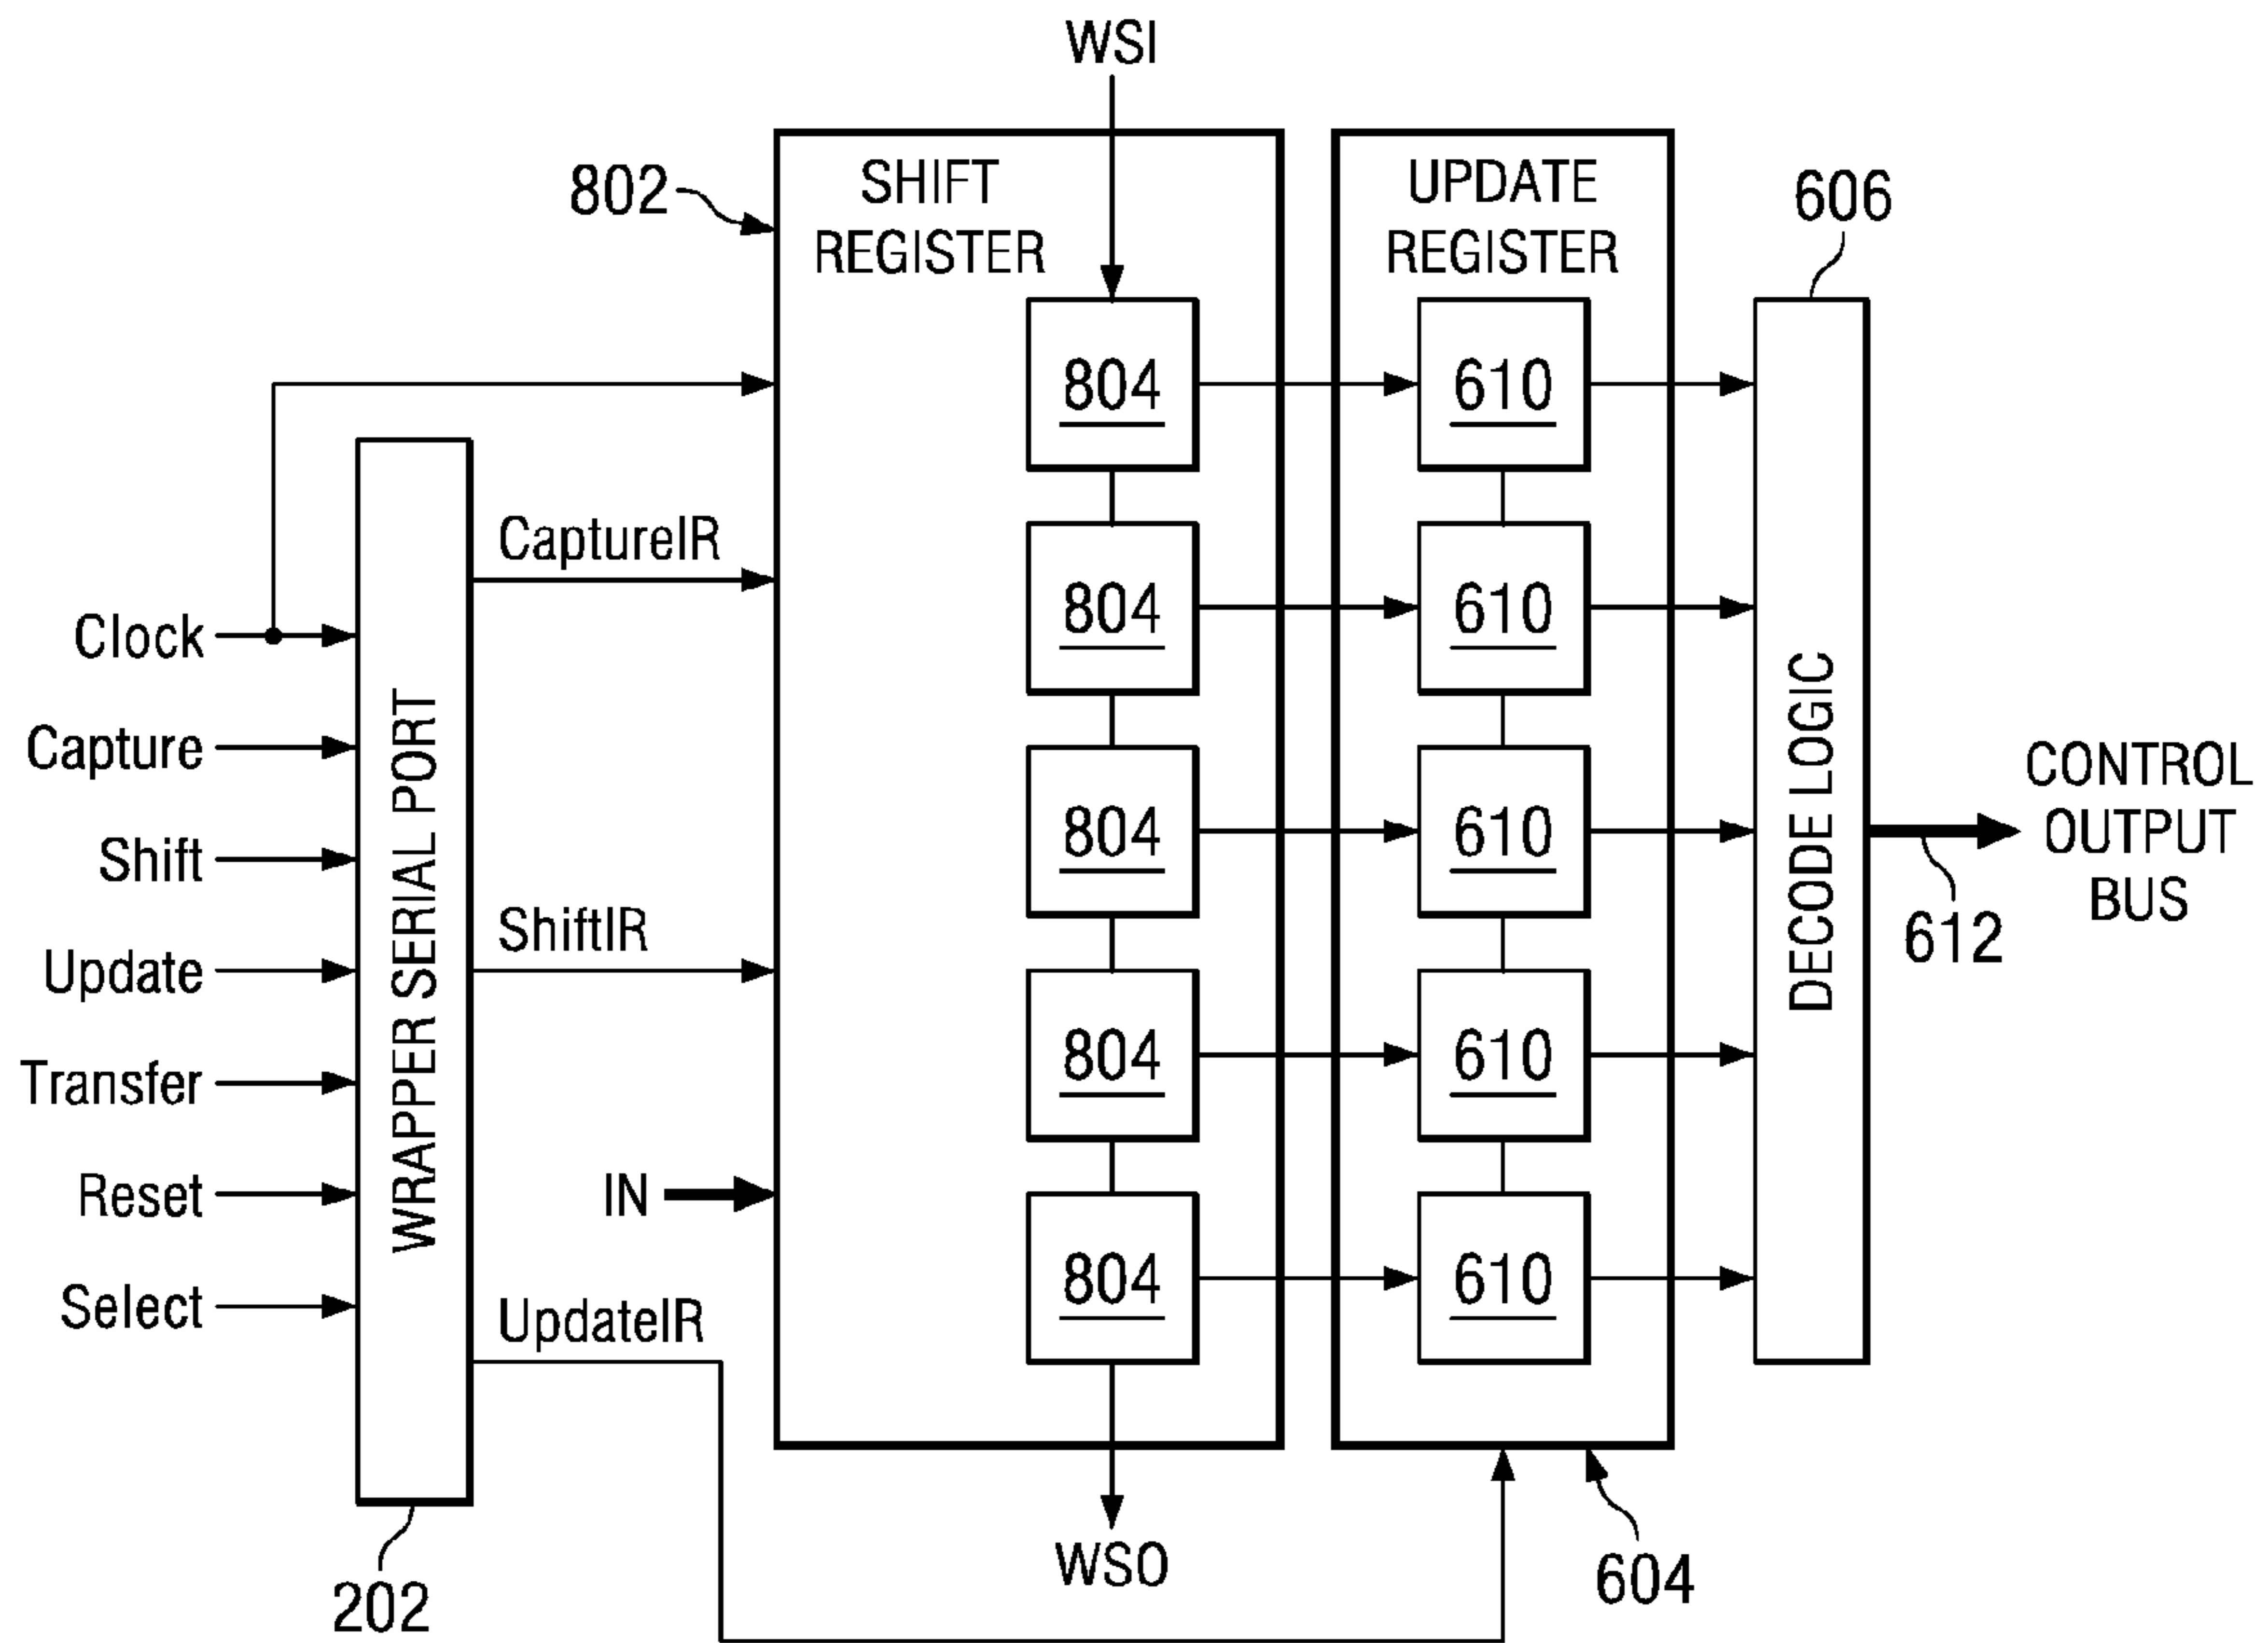 WSI
802
SHIFT
REGISTER
UPDATE
REGISTER
606
804
610
804
610
804
610
804
610
804
610
Clock
Capture
Shift
Update
Transfer
Reset
Select
WRAPPER SERIAL PORT
CaptureIR
ShiftIR
IN
UpdateIR
DECODE LOGIC
CONTROL
OUTPUT
BUS
612
WSO
202
604